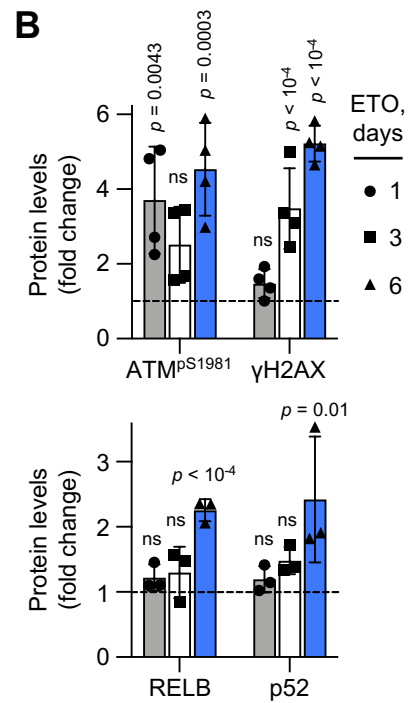 B
p = 0.0043
p = 0.0003
p < 10⁻⁴
p < 10⁻⁴
ETO,
days
1
3
6
Protein levels
(fold change)
6
4
2
0
ns
ns
ATMᵖS¹⁹⁸¹ γH2AX
p = 0.01
p < 10⁻⁴
Protein levels
(fold change)
3
2
1
0
ns
ns
ns
ns
RELB p52